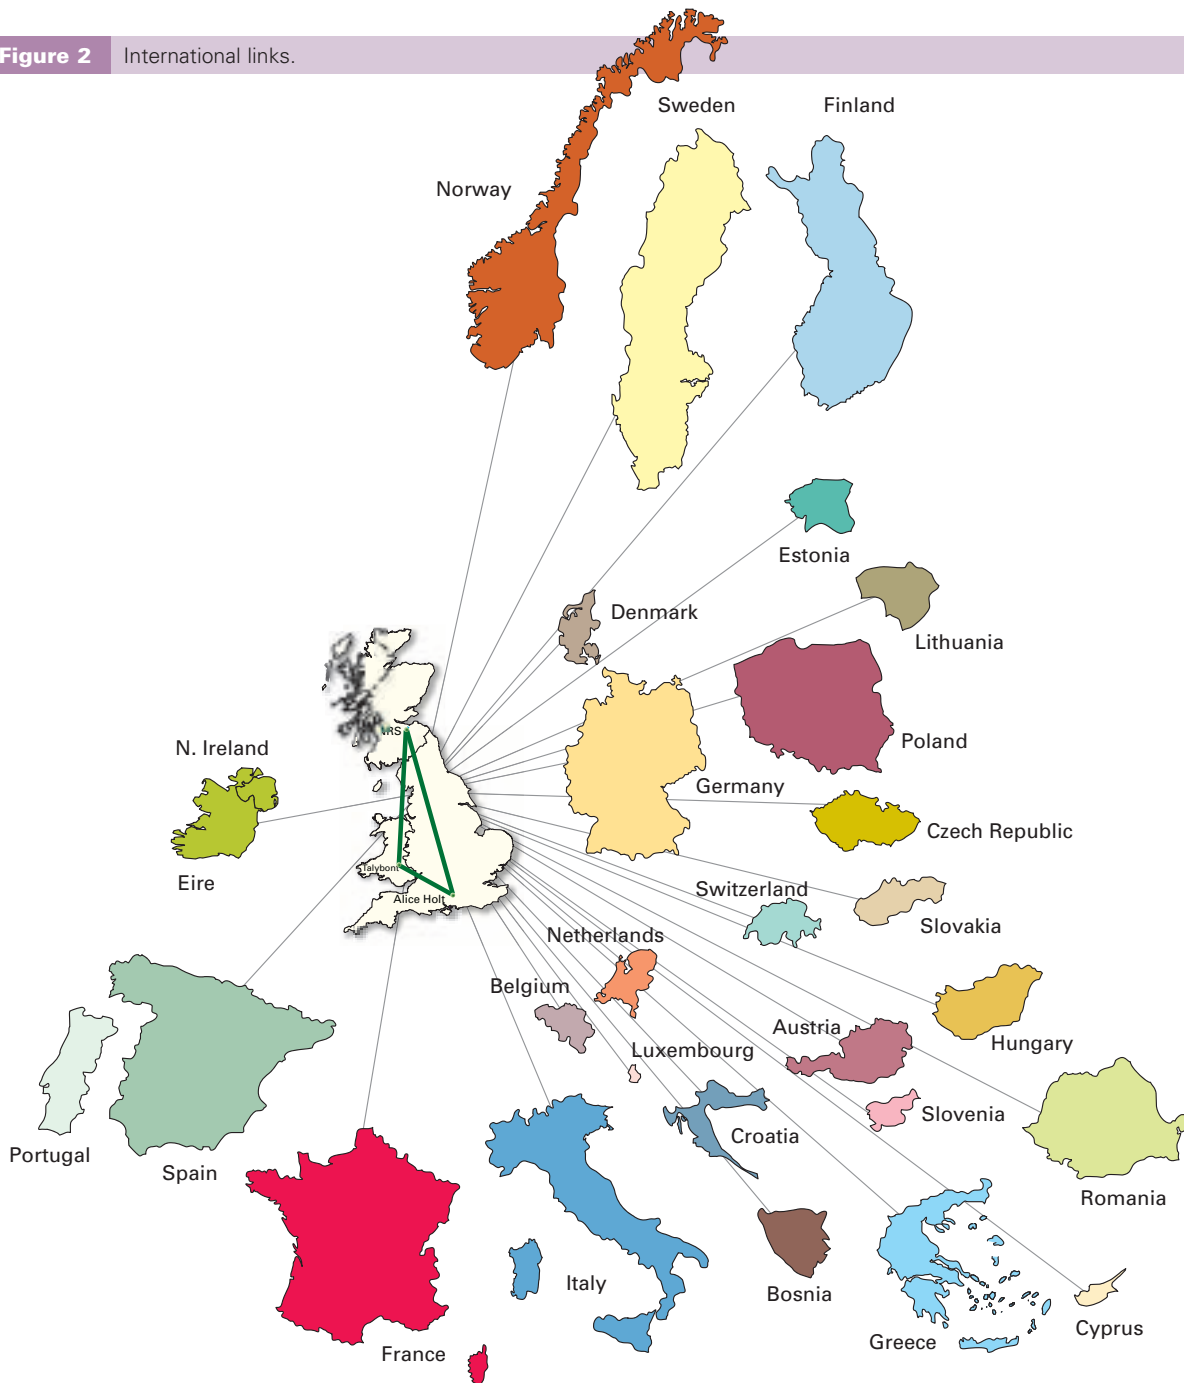 Figure 2 International links.
Sweden
Finland
Norway
Estonia
Denmark
Lithuania
N. Ireland
Poland
Germany
Czech Republic
Talybont
Eire
Alice Holt
Switzerland
Slovakia
Netherlands
Belgium
Austria
Hungary
Luxembourg
Slovenia
Croatia
Portugal
Spain
Romania
Italy
Bosnia
Greece
Cyprus
France